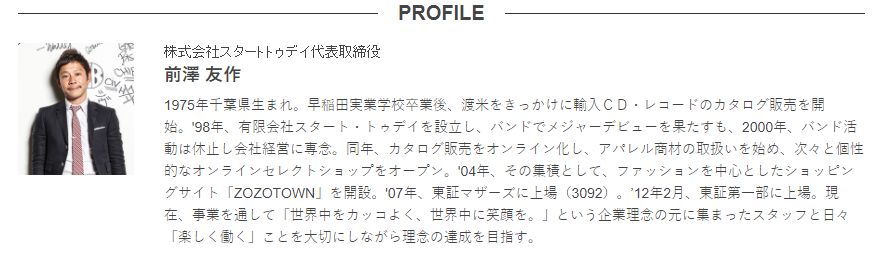 PROFILE
株式会社スタートトゥデイ代表取締役
前澤 友作
1975年千葉県生まれ。早稲田実業学校卒業後、渡米をきっかけに輸入ＣＤ・レコードのカタログ販売を開
始。'98年、有限会社スタート・トゥデイを設立し、バンドでメジャーデビューを果たすも、2000年、バンド活
動は休止し会社経営に専念。同年、カタログ販売をオンライン化し、アパレル商材の取扱いを始め、次々と個性
的なオンラインセレクトショップをオープン。'04年、その集積として、ファッションを中心としたショッピン
グサイト「ZOZOTOWN」を開設。'07年、東証マザーズに上場（3092）。’12年2月、東証第一部に上場。現
在、事業を通して「世界中をカッコよく、世界中に笑顔を。」という企業理念の元に集まったスタッフと日々
「楽しく働く」ことを大切にしながら理念の達成を目指す。